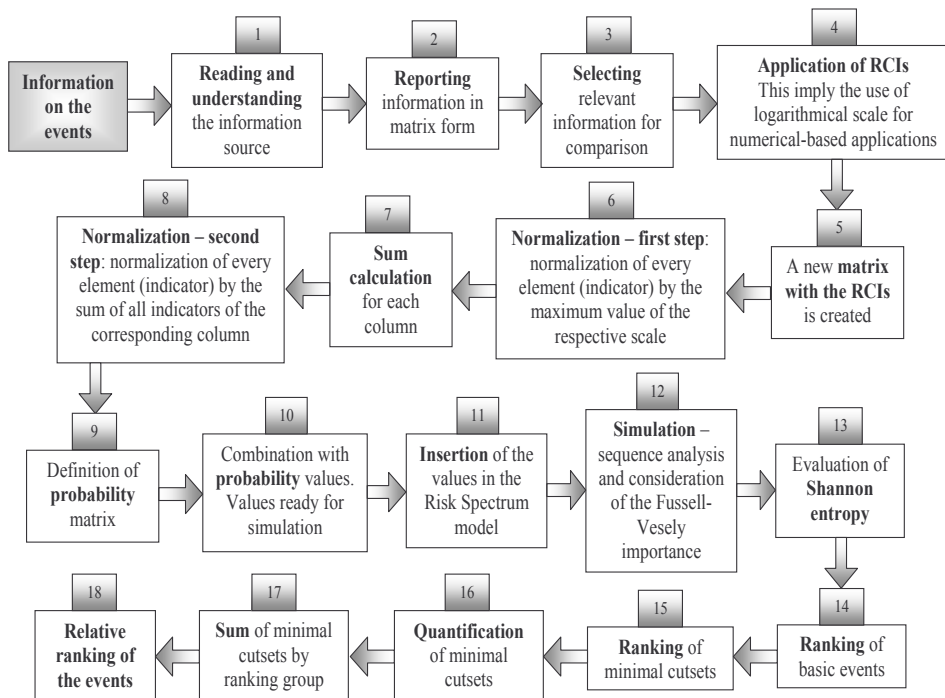 Information
on the
events
1
Reading and
understanding
the information
source
2
Reporting
information in
matrix form
3
Selecting
relevant
information for
comparison
4
Application of RCIs
This imply the use of
logarithmical scale for
numerical-based applications
5
A new matrix
with the RCIs
is created
6
Normalization – first step:
normalization of every
element (indicator) by the
maximum value of the
respective scale
7
Sum
calculation
for each
column
8
Normalization – second
step: normalization of every
element (indicator) by the
sum of all indicators of the
corresponding column
9
Definition of
probability
matrix
10
Combination with
probability values.
Values ready for
simulation
11
Insertion of the
values in the
Risk Spectrum
model
12
Simulation –
sequence analysis
and consideration
of the Fussell-
Vesely
importance
13
Evaluation of
Shannon
entropy
14
Ranking of
basic events
15
Ranking of
minimal cutsets
16
Quantification
of minimal
cutsets
17
Sum of minimal
cutsets by
ranking group
18
Relative
ranking of
the events